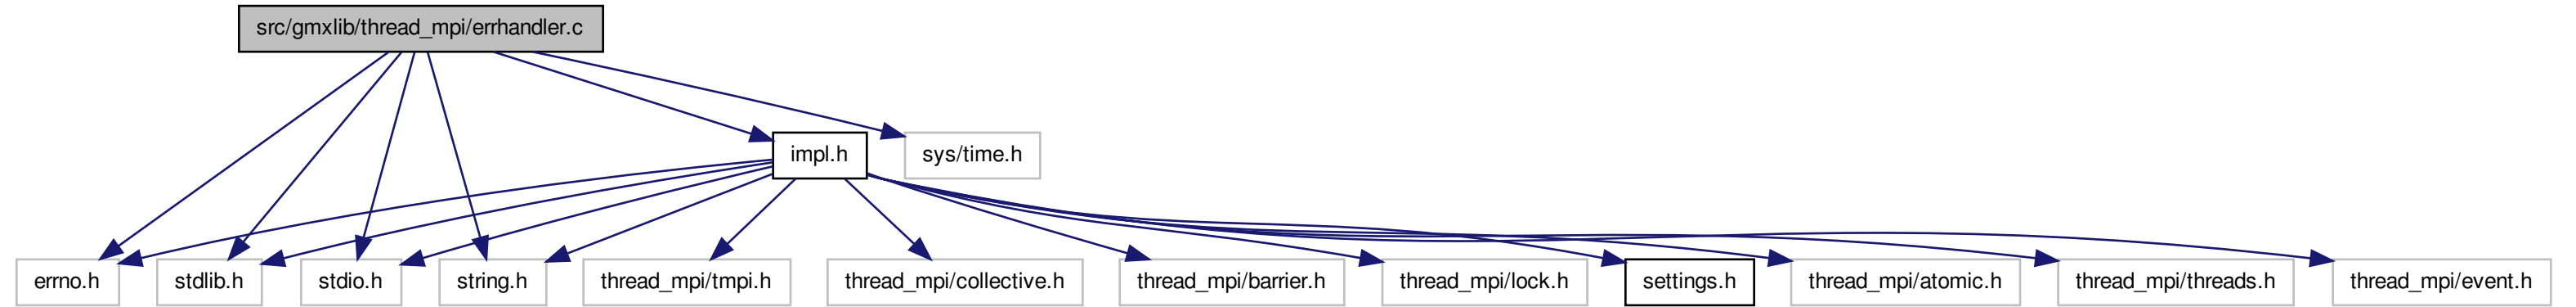 src/gmxlib/thread_mpi/errhandler.c
impl.h
sys/time.h
errno.h
stdlib.h
stdio.h
string.h
thread_mpi/tmpi.h
thread_mpi/collective.h
thread_mpi/barrier.h
thread_mpi/lock.h
settings.h
thread_mpi/atomic.h
thread_mpi/threads.h
thread_mpi/event.h